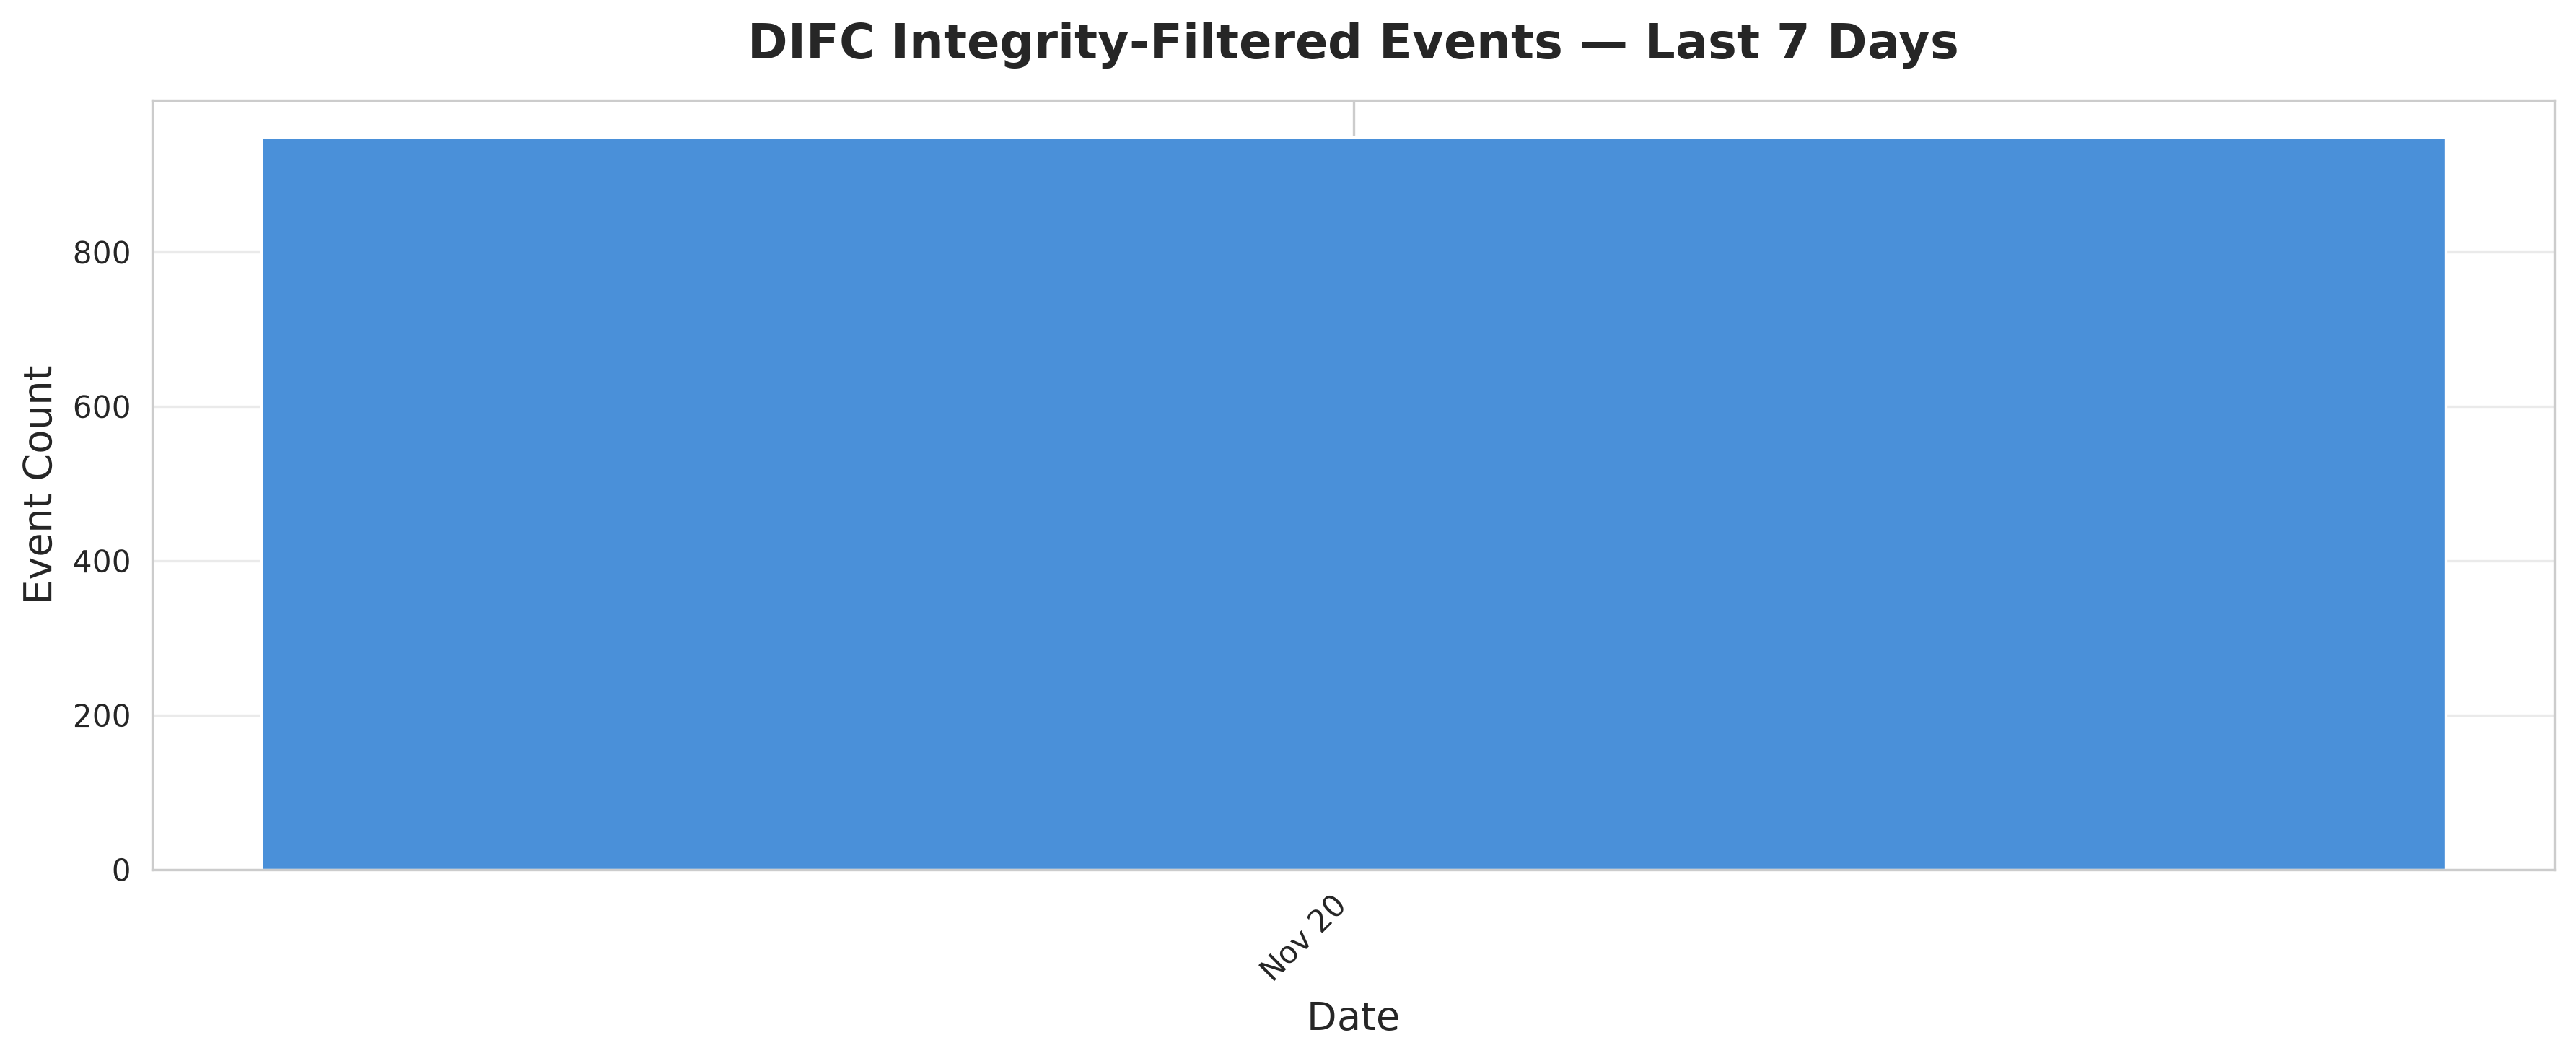 DIFC Integrity-Filtered Events — Last 7 Days
Event Count
800
600
400
200
0
Nov 20
Date